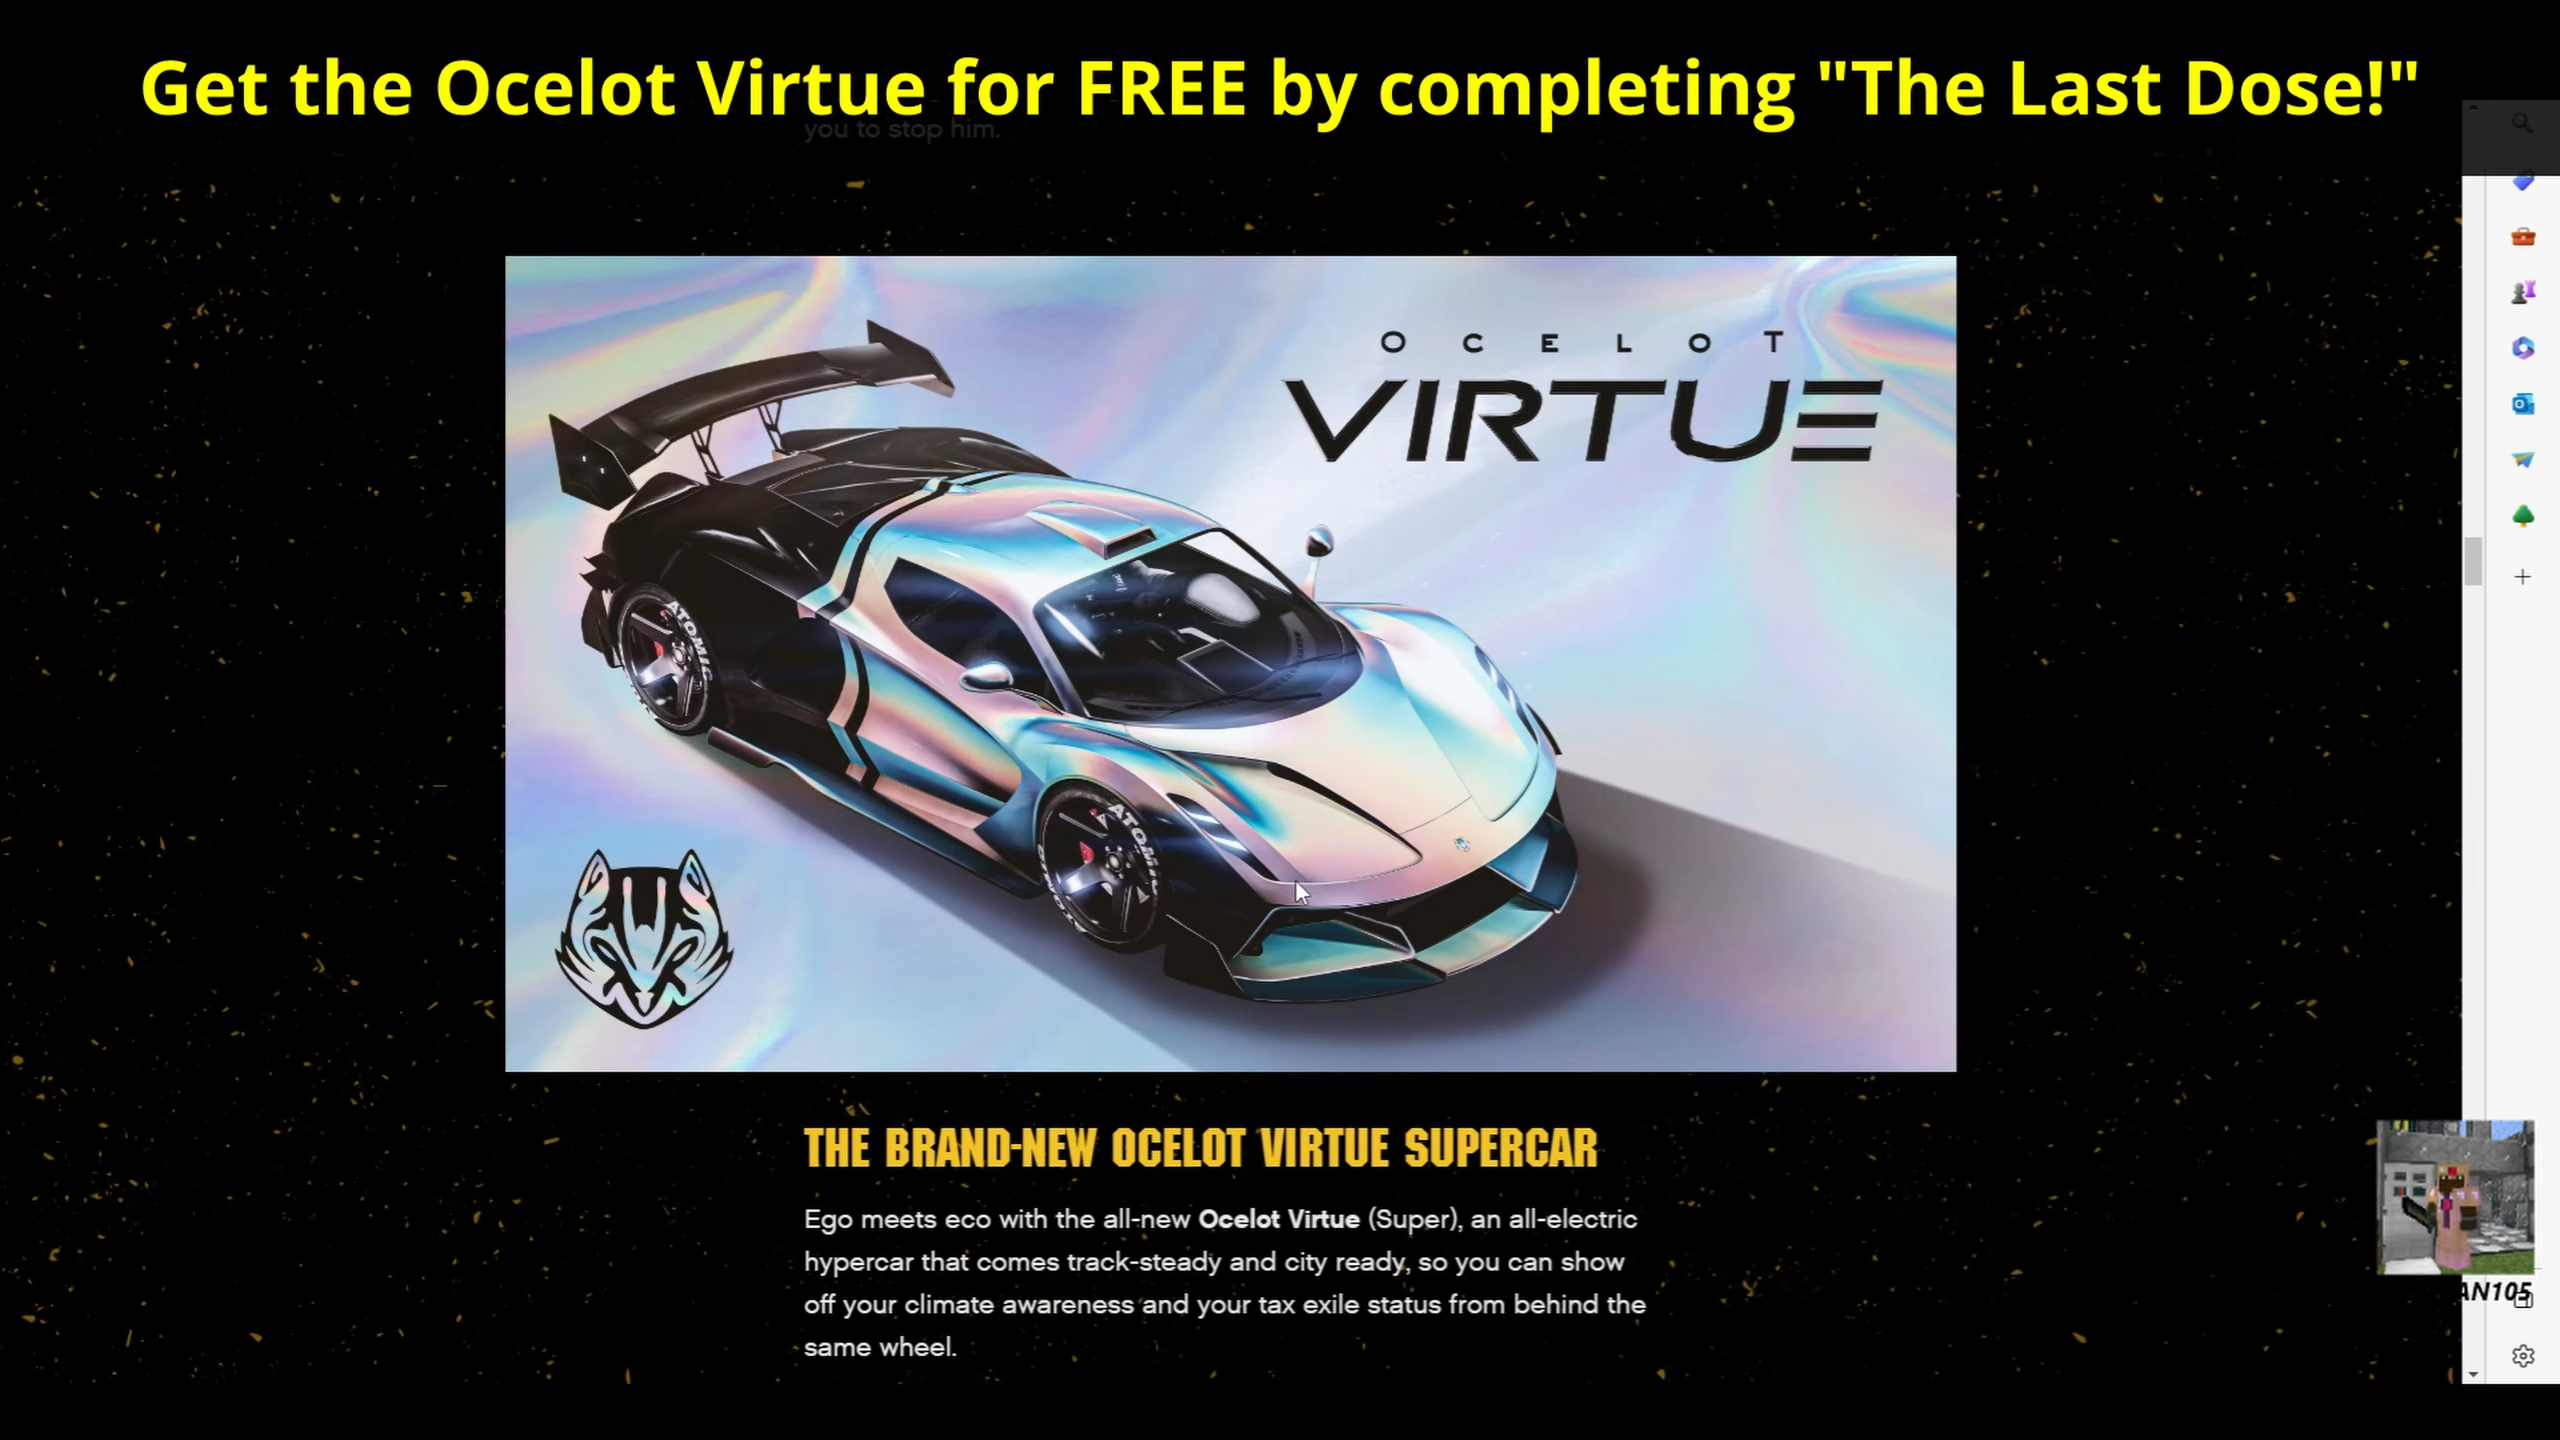 Get the Ocelot Virtue for FREE by completing "The Last Dose!"
you to stop him.
OCELOT
VIRTUE
ATOMIC
ATOMIC
THE BRAND-NEW OCELOT VIRTUE SUPERCAR
Ego meets eco with the all-new Ocelot Virtue (Super), an all-electric
hypercar that comes track-steady and city ready, so you can show
off your climate awareness and your tax exile status from behind the
same wheel.
AN105